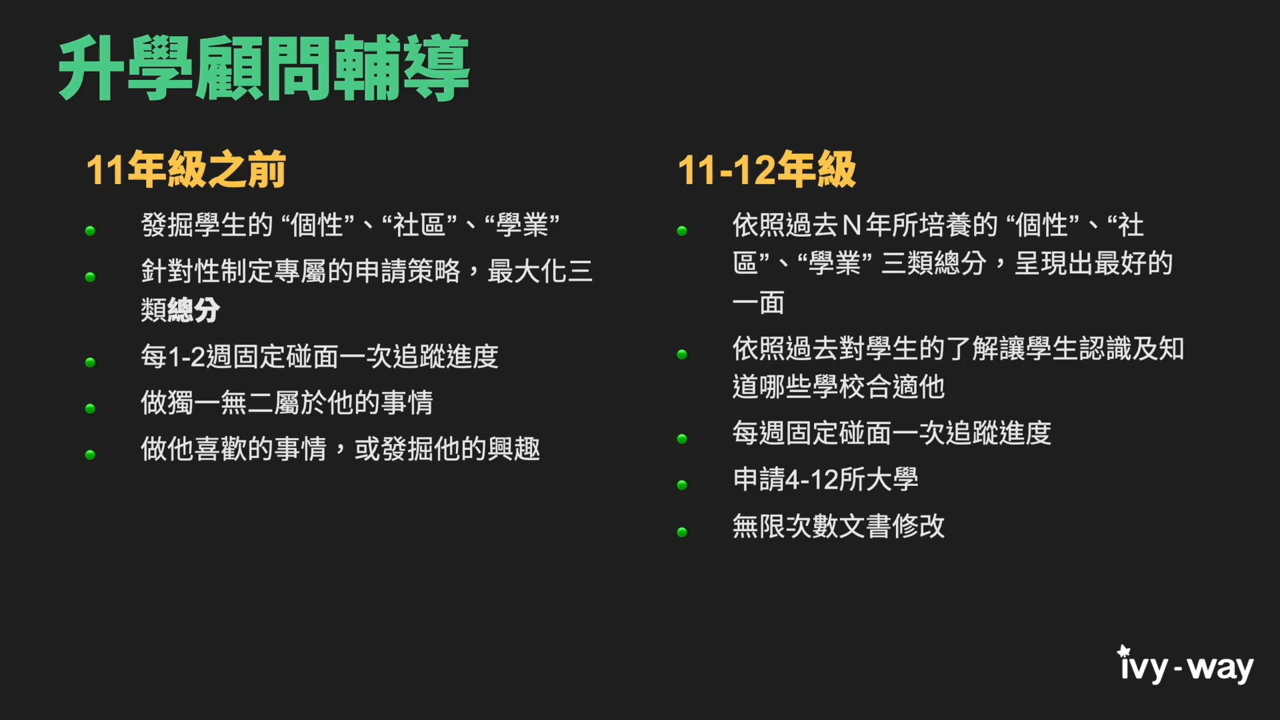 升學顧問輔導
11年級之前
發掘學生的 “個性”、“社區”、“學業”
針對性制定專屬的申請策略，最大化三
類總分
每1-2週固定碰面一次追蹤進度
做獨一無二屬於他的事情
做他喜歡的事情，或發掘他的興趣
11-12年級
依照過去Ｎ年所培養的 “個性”、“社
區”、“學業” 三類總分，呈現出最好的
一面
依照過去對學生的了解讓學生認識及知
道哪些學校合適他
每週固定碰面一次追蹤進度
申請4-12所大學
無限次數文書修改
ivy-way